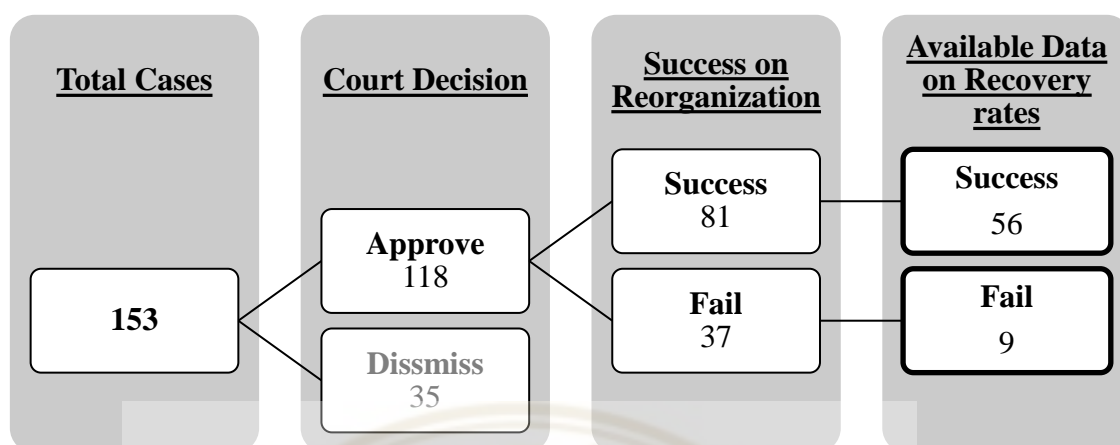 Total Cases
153
Court Decision
Approve
118
Dissmiss
35
Success on
Reorganization
Success
81
Fail
37
Available Data
on Recovery
rates
Success
56
Fail
9